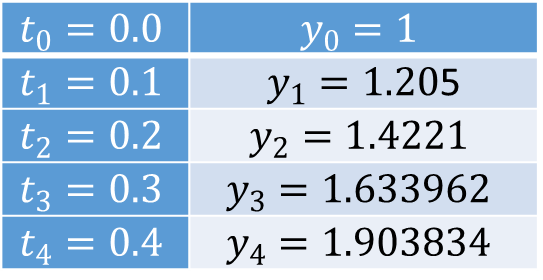 t₀ = 0.0 y₀ = 1
t₁ = 0.1 y₁ = 1.205
t₂ = 0.2 y₂ = 1.4221
t₃ = 0.3 y₃ = 1.633962
t₄ = 0.4 y₄ = 1.903834